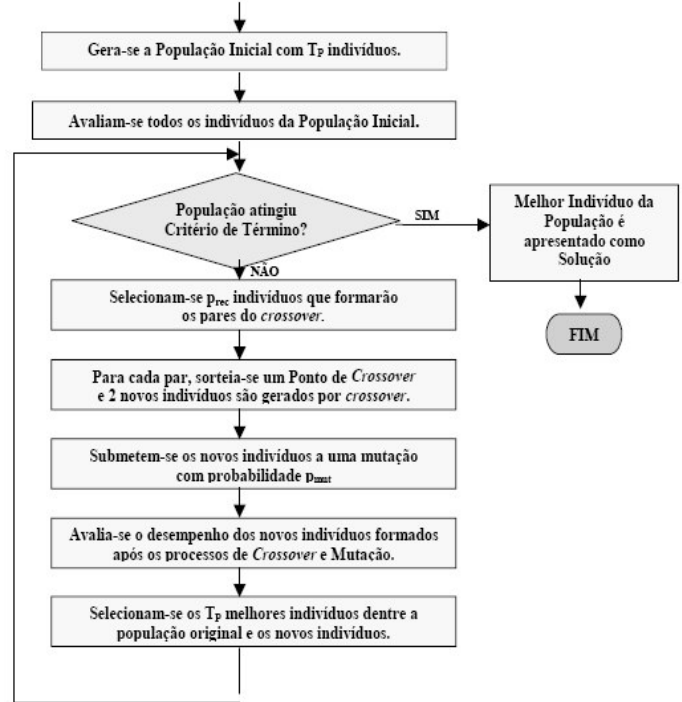 Gera-se a População Inicial com TP indivíduos.
Avaliam-se todos os indivíduos da População Inicial.
População atingiu
Critério de Término?
SIM
Melhor Indivíduo da
População é
apresentado como
Solução
FIM
NÃO
Selecionam-se prec indivíduos que formarão
os pares do crossover.
Para cada par, sorteia-se um Ponto de Crossover
e 2 novos indivíduos são gerados por crossover.
Submetem-se os novos indivíduos a uma mutação
com probabilidade pmut
Avalia-se o desempenho dos novos indivíduos formados
após os processos de Crossover e Mutação.
Selecionam-se os TP melhores indivíduos dentre a
população original e os novos indivíduos.